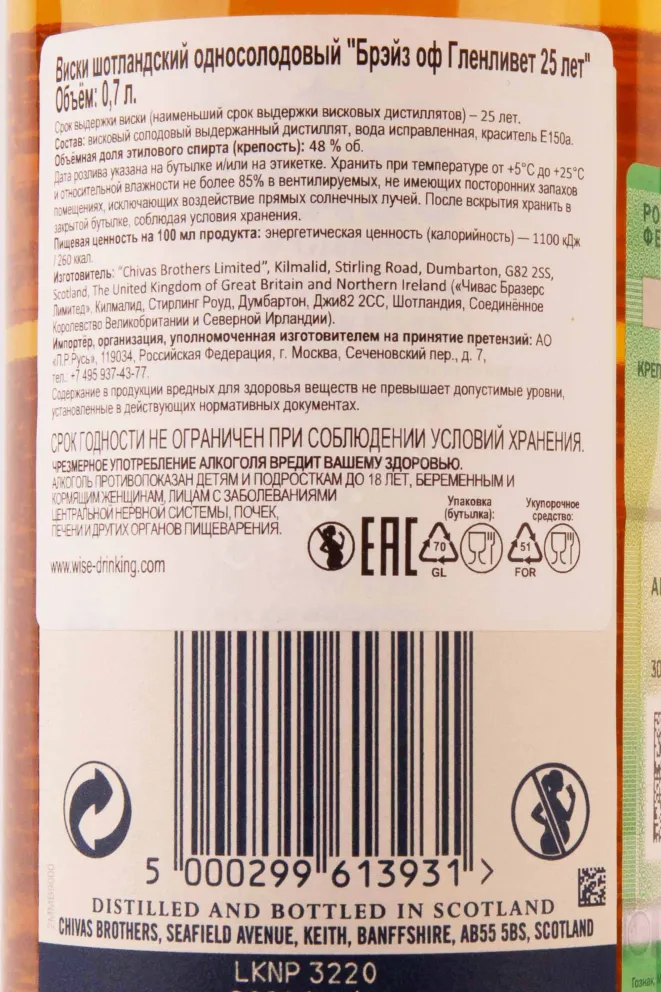 Виски шотландский односолодовый "Брэйз оф Гленливет 25 лет"
Объём: 0,7 л.
Срок выдержки виски (наименьший срок выдержки висковых дистиллятов) – 25 лет.
Состав: висковый солодовый выдержанный дистиллят, вода исправленная, краситель E150a.
Объёмная доля этилового спирта (крепость): 48 % об.
Дата розлива указана на бутылке и/или на этикетке. Хранить при температуре от +5°C до +25°C
и относительной влажности не более 85% в вентилируемых, не имеющих посторонних запахов
помещениях, исключающих воздействие прямых солнечных лучей. После вскрытия хранить в
закрытой бутылке, соблюдая условия хранения.
Пищевая ценность на 100 мл продукта: энергетическая ценность (калорийность) — 1100 кДж
/ 260 ккал.
Изготовитель: "Chivas Brothers Limited", Kilmalid, Stirling Road, Dumbarton, G82 2SS,
Scotland, The United Kingdom of Great Britain and Northern Ireland («Чивас Бразерс
Лимитед», Килмалид, Стирлинг Роуд, Думбартон, Джи82 2СС, Шотландия, Соединённое
Королевство Великобритании и Северной Ирландии).
Импортёр, организация, уполномоченная изготовителем на принятие претензий: АО
«П.Р.Русь», 119034, Российская Федерация, г. Москва, Сеченовский пер., д. 7,
тел.: +7 495 937-43-77.
Содержание в продукции вредных для здоровья веществ не превышает допустимые уровни,
установленные в действующих нормативных документах.
СРОК ГОДНОСТИ НЕ ОГРАНИЧЕН ПРИ СОБЛЮДЕНИИ УСЛОВИЙ ХРАНЕНИЯ.
ЧРЕЗМЕРНОЕ УПОТРЕБЛЕНИЕ АЛКОГОЛЯ ВРЕДИТ ВАШЕМУ ЗДОРОВЬЮ.
АЛКОГОЛЬ ПРОТИВОПОКАЗАН ДЕТЯМ И ПОДРОСТКАМ ДО 18 ЛЕТ, БЕРЕМЕННЫМ И
КОРМЯЩИМ ЖЕНЩИНАМ, ЛИЦАМ С ЗАБОЛЕВАНИЯМИ
ЦЕНТРАЛЬНОЙ НЕРВНОЙ СИСТЕМЫ, ПОЧЕК,
ПЕЧЕНИ И ДРУГИХ ОРГАНОВ ПИЩЕВАРЕНИЯ.
www.wise-drinking.com
EAC
Упаковка
(бутылка):
70
GL
Укупорочное
средство:
51
FOR
5 000299 613931 >
DISTILLED AND BOTTLED IN SCOTLAND
CHIVAS BROTHERS, SEAFIELD AVENUE, KEITH, BANFFSHIRE, AB55 5BS, SCOTLAND
LKNP 3220
РО
ФЕ
КРЕП